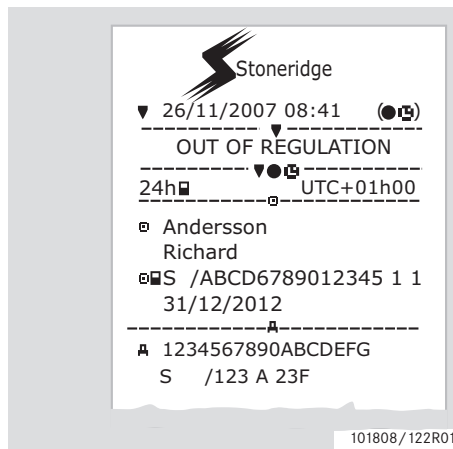 Stoneridge
26/11/2007 08:41 ( )
OUT OF REGULATION
24h UTC+01h00
Andersson
Richard
S /ABCD6789012345 1 1
31/12/2012
1234567890ABCDEFG
S /123 A 23F
101808/122R01